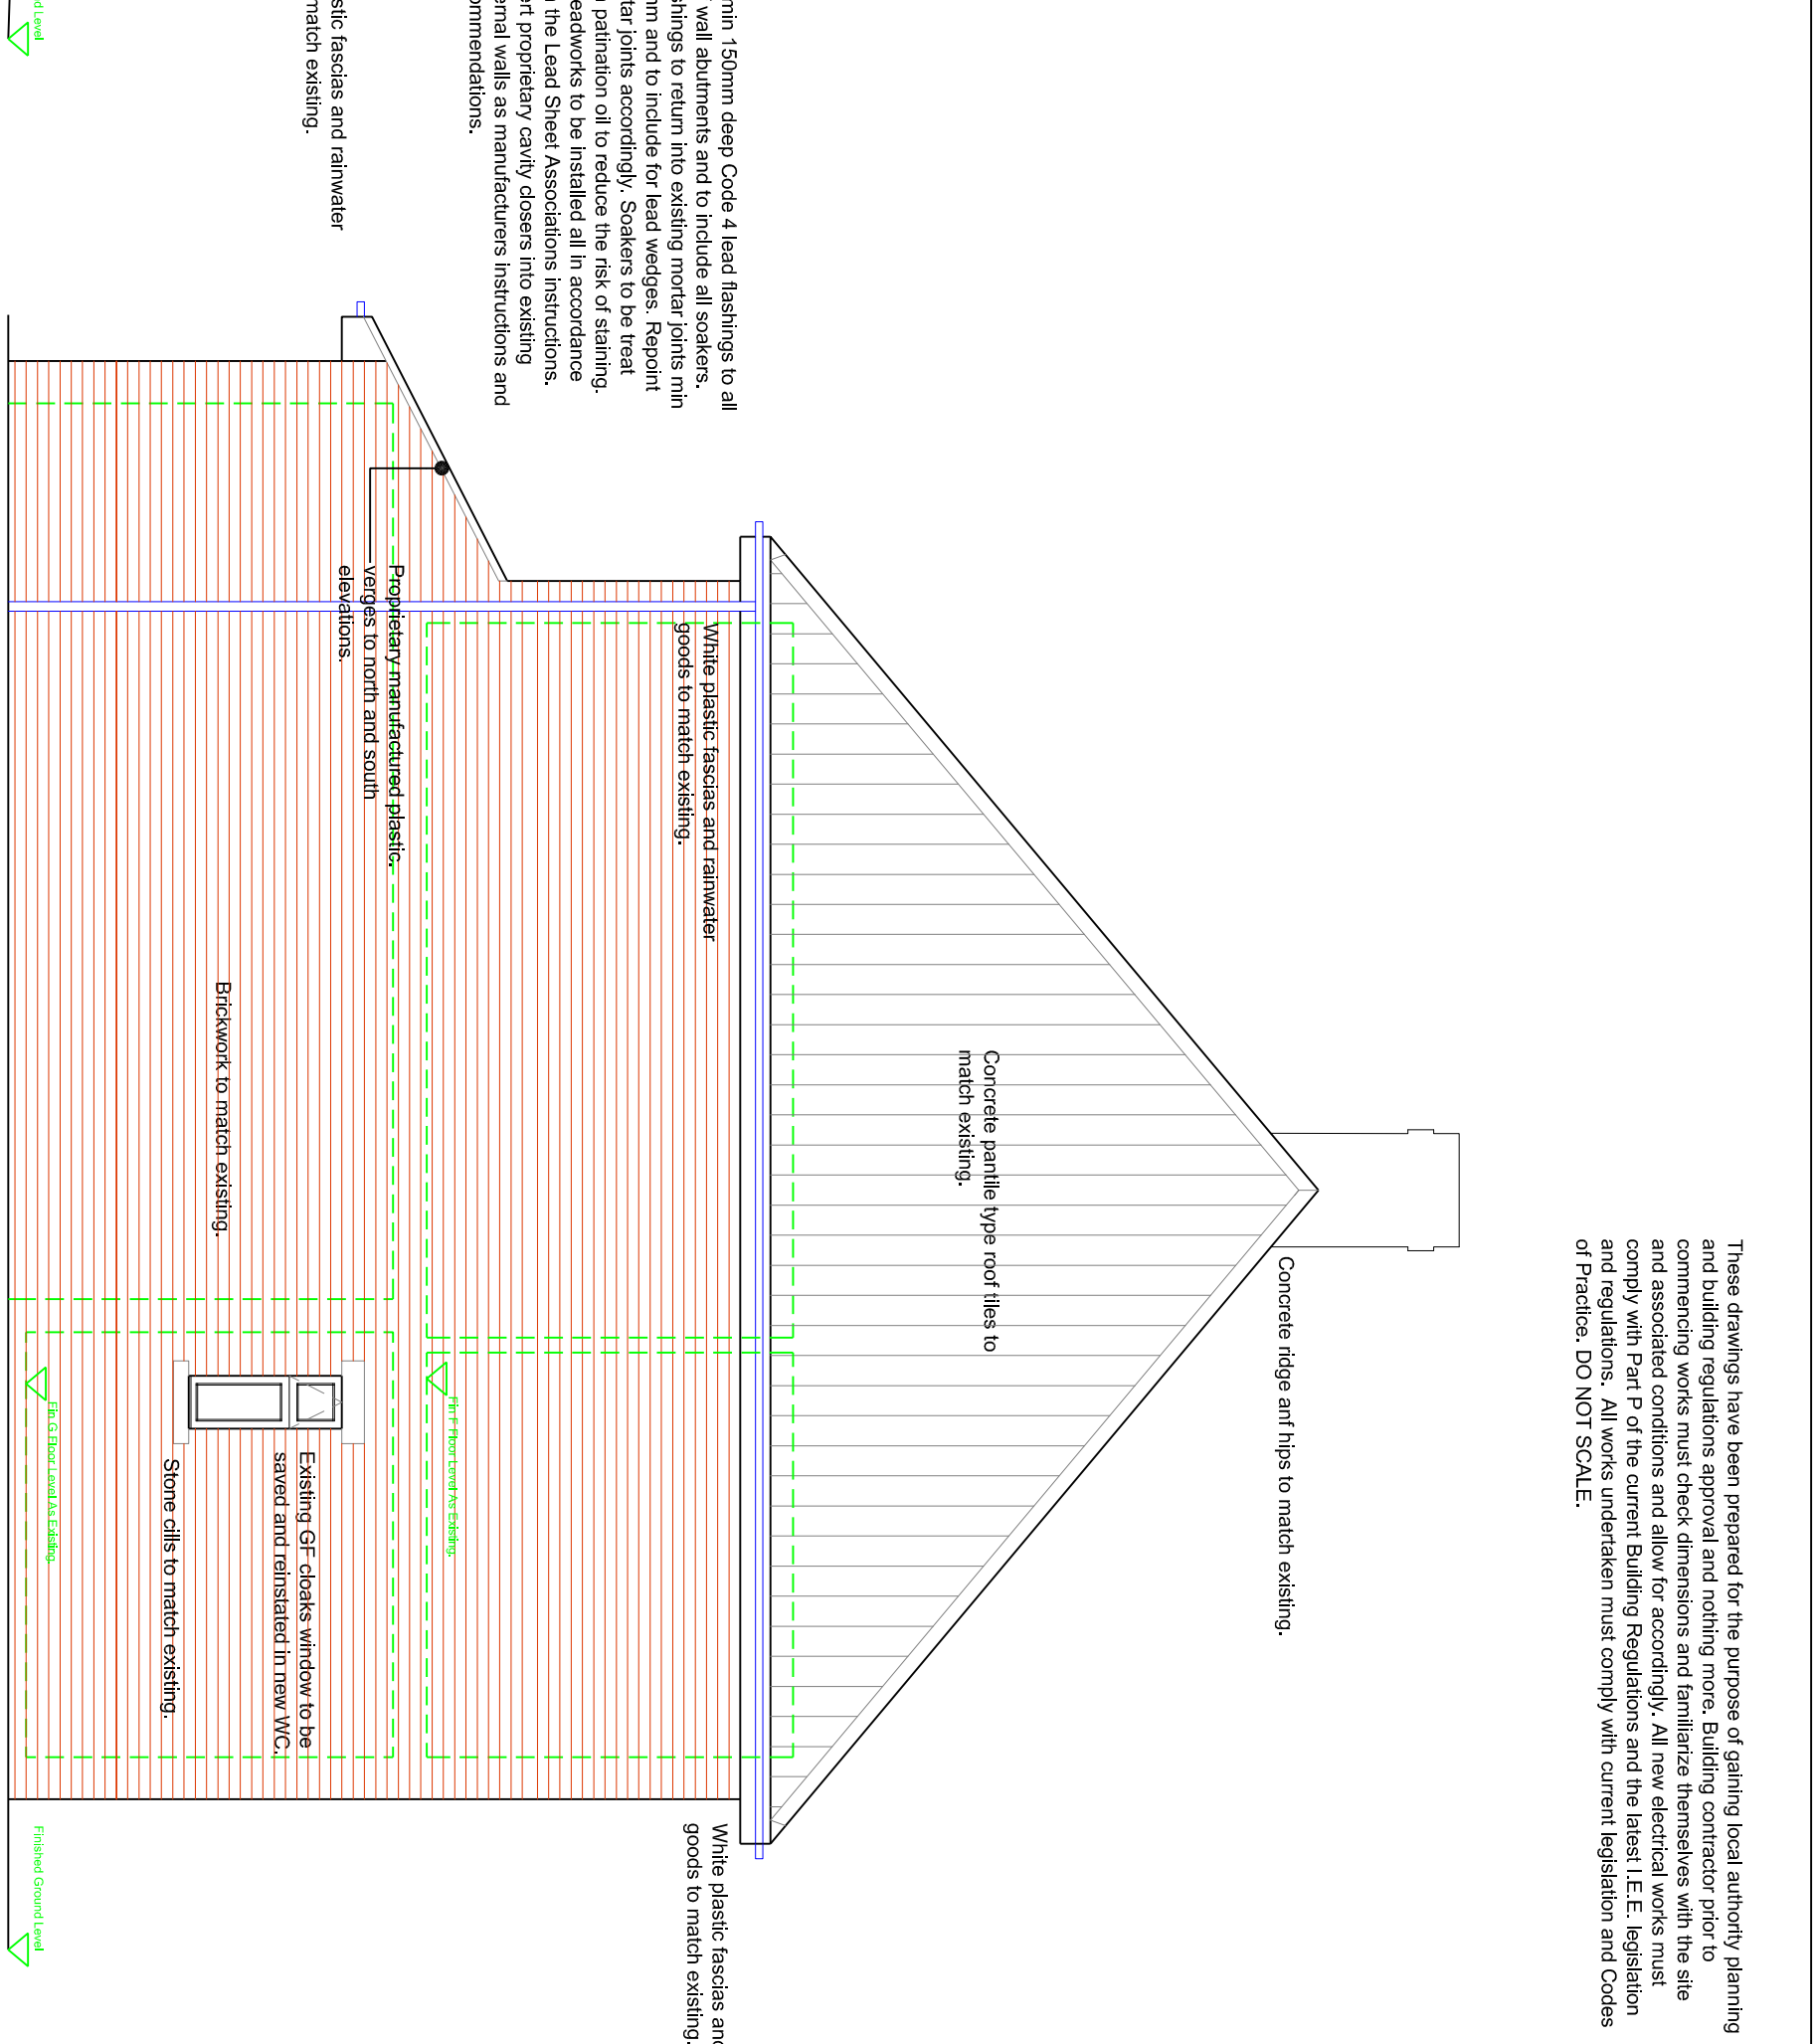 These drawings have been prepared for the purpose of gaining local authority planning
and building regulations approval and nothing more. Building contractor prior to
commencing works must check dimensions and familiarize themselves with the site
and associated conditions and allow for accordingly. All new electrical works must
comply with Part P of the current Building Regulations and the latest I.E.E. legislation
and regulations. All works undertaken must comply with current legislation and Codes
of Practice. DO NOT SCALE.
Concrete ridge anf hips to match existing.
Concrete pantile type roof tiles to
match existing.
min 150mm deep Code 4 lead flashings to all
wall abutments and to include all soakers.
shings to return into existing mortar joints min
m and to include for lead wedges. Repoint
tar joints accordingly. Soakers to be treat
patination oil to reduce the risk of staining.
eadworks to be installed all in accordance
the Lead Sheet Associations instructions.
rt proprietary cavity closers into existing
ernal walls as manufacturers instructions and
ommendations.
White plastic fascias and rainwater
goods to match existing.
White plastic fascias and
goods to match existing.
stic fascias and rainwater
match existing.
Proprietary manufactured plastic.
verges to north and south
elevations.
Fin F Floor Level As Existing.
Existing GF cloaks window to be
saved and reinstated in new WC.
Brickwork to match existing.
Stone cills to match existing.
Fin G Floor Level As Existing.
d Level
Finished Ground Level